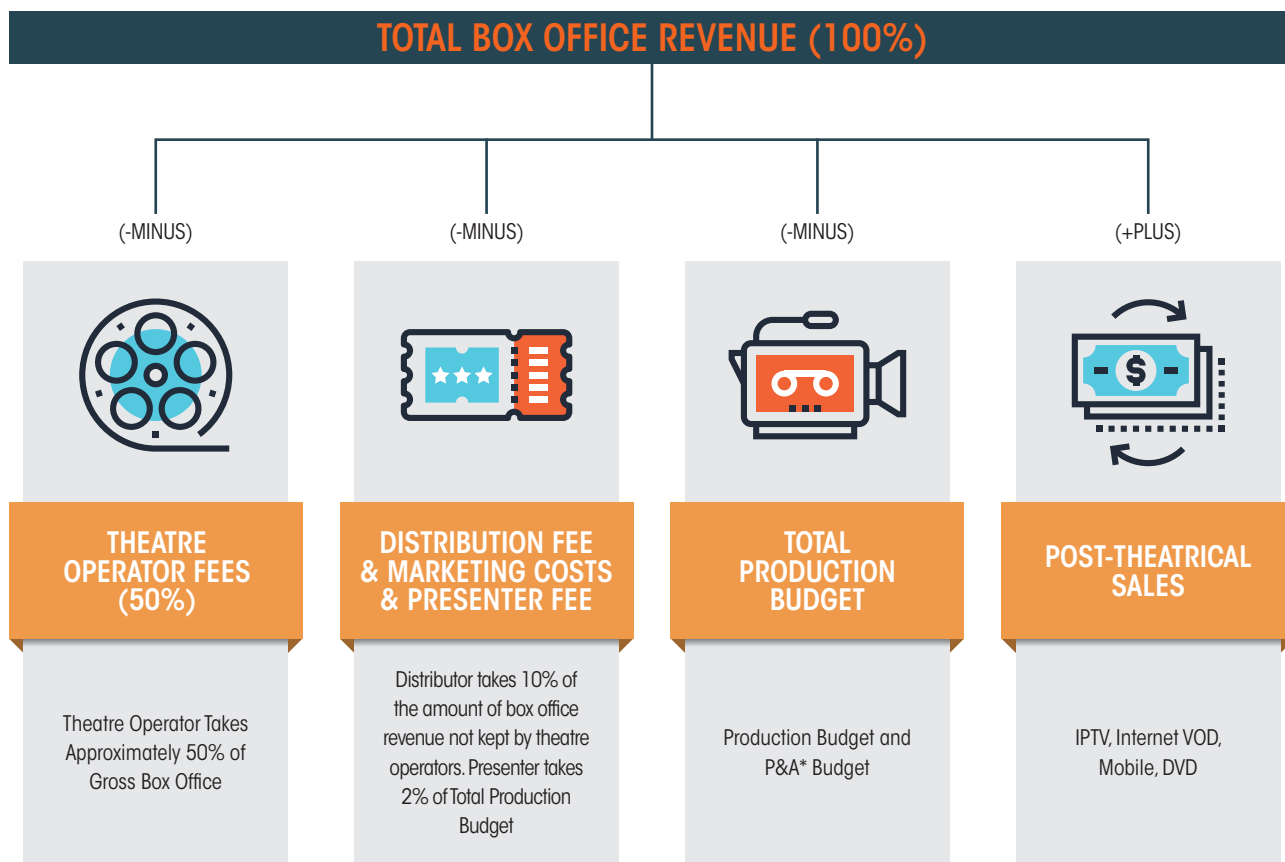 TOTAL BOX OFFICE REVENUE (100%)
(-MINUS)
(-MINUS)
(-MINUS)
(+PLUS)
THEATRE
OPERATOR FEES
(50%)
Theatre Operator Takes
Approximately 50% of
Gross Box Office
DISTRIBUTION FEE
& MARKETING COSTS
& PRESENTER FEE
Distributor takes 10% of
the amount of box office
revenue not kept by theatre
operators. Presenter takes
2% of Total Production
Budget
TOTAL
PRODUCTION
BUDGET
Production Budget and
P&A* Budget
POST-THEATRICAL
SALES
IPTV, Internet VOD,
Mobile, DVD